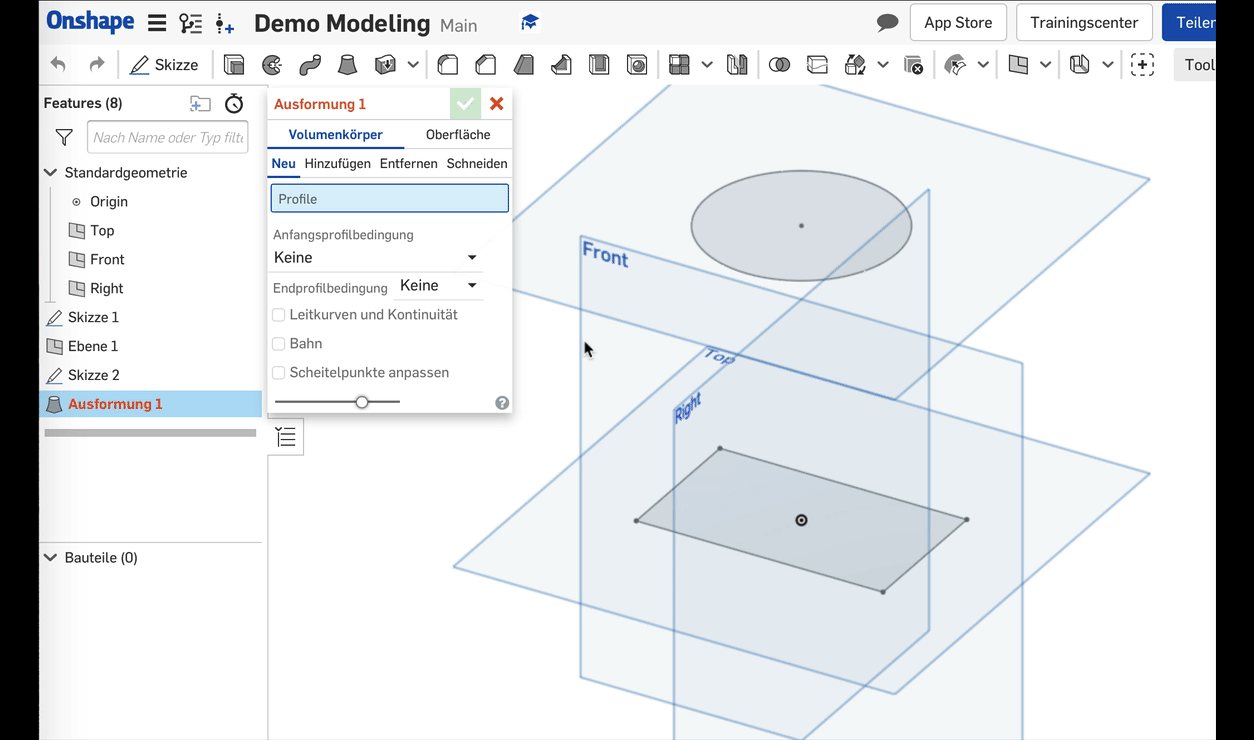 Onshape Demo Modeling Main App Store Trainingscenter Teiler
Skizze Tool
Features (8)
Nach Name oder Typ filte
Standardgeometrie
Origin
Top
Front
Right
Skizze 1
Ebene 1
Skizze 2
Ausformung 1
Bauteile (0)
Ausformung 1
Volumenkörper Oberfläche
Neu Hinzufügen Entfernen Schneiden
Profile
Anfangsprofilbedingung
Keine
Endprofilbedingung Keine
Leitkurven und Kontinuität
Bahn
Scheitelpunkte anpassen
Front
Top
Right